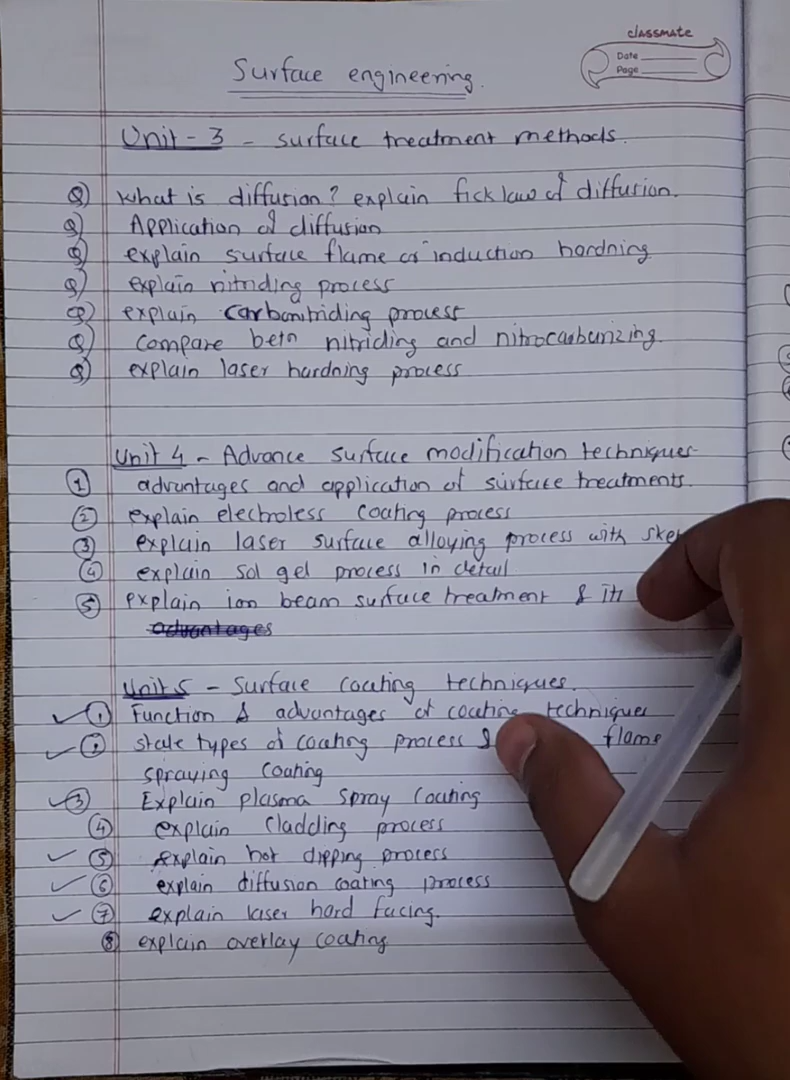 classmate
Date
Page
Surface engineering.
Unit - 3 - surface treatment methods.
Q) what is diffusion? explain fick law of diffusion.
Q) Application of diffusion
Q) explain surface flame or induction hardning
Q) explain nitriding process
Q) explain carbonitriding process
Q) compare betn nitriding and nitrocarburizing.
Q) explain laser hardning process
Unit 4 - Advance surface modification techniques
① advantages and application of surface treatments.
② explain electroless coating process
③ explain laser surface alloying process with
④ explain sol gel process in detail
⑤ explain ion beam surface treatment & its
advantages
Unit 5 - Surface coating techniques.
① Function & advantages of coating techniques
② state types of coating process & flame
spraying coating
③ Explain plasma spray coating
④ explain cladding process
⑤ explain hot dipping process
⑥ explain diffusion coating process
⑦ explain laser hard facing.
⑧ explain overlay coating